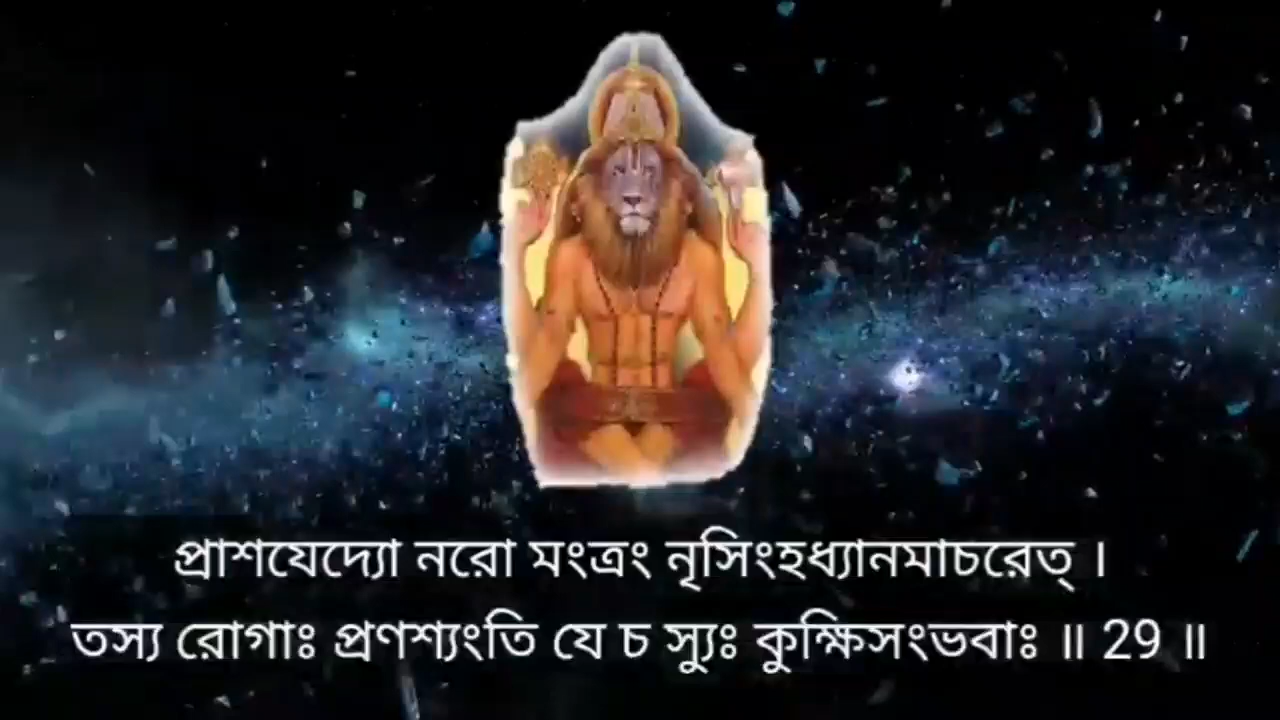 প্রাশযেদ্যো নরো মংত্রং নৃসিংহধ্যানমাচরেত্ ।
তস্য রোগাঃ প্রণশ্যংতি যে চ স্যুঃ কুক্ষিসংভবাঃ ॥ 29 ॥